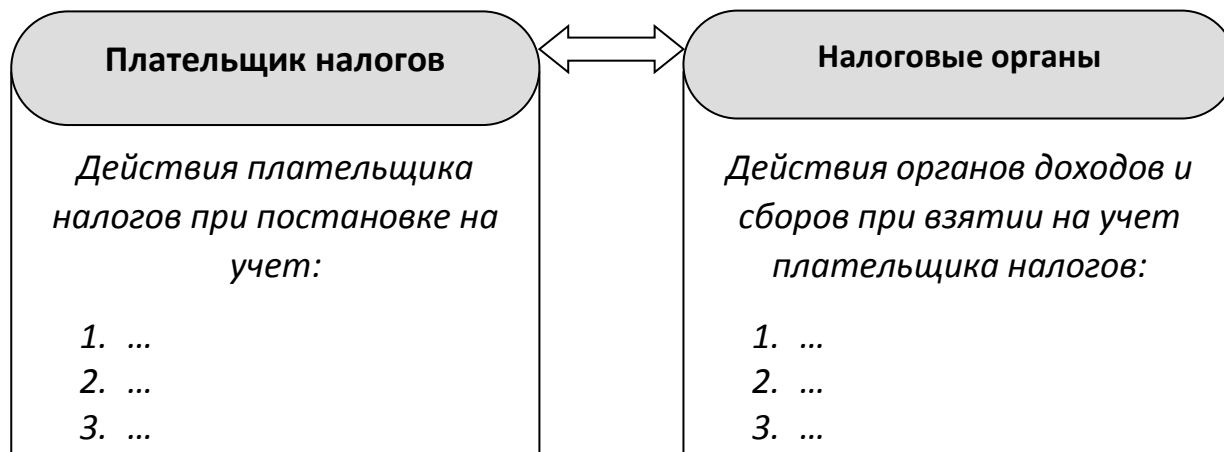 Плательщик налогов
Действия плательщика
налогов при постановке на
учет:
1. ...
2. ...
3. ...
Налоговые органы
Действия органов доходов и
сборов при взятии на учет
плательщика налогов:
1. ...
2. ...
3. ...